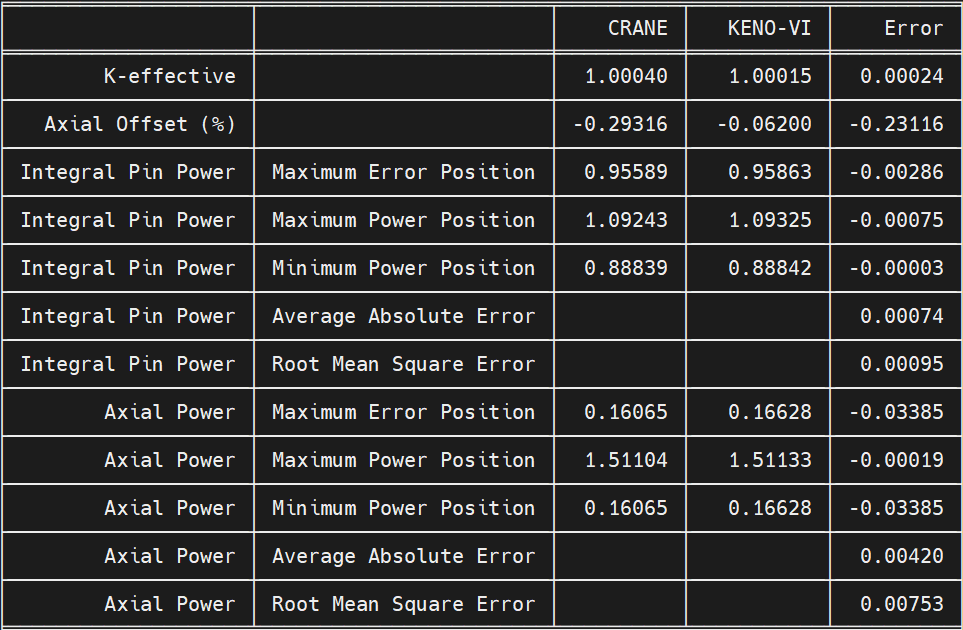 CRANE KENO-VI Error
K-effective 1.00040 1.00015 0.00024
Axial Offset (%) -0.29316 -0.06200 -0.23116
Integral Pin Power Maximum Error Position 0.95589 0.95863 -0.00286
Integral Pin Power Maximum Power Position 1.09243 1.09325 -0.00075
Integral Pin Power Minimum Power Position 0.88839 0.88842 -0.00003
Integral Pin Power Average Absolute Error 0.00074
Integral Pin Power Root Mean Square Error 0.00095
Axial Power Maximum Error Position 0.16065 0.16628 -0.03385
Axial Power Maximum Power Position 1.51104 1.51133 -0.00019
Axial Power Minimum Power Position 0.16065 0.16628 -0.03385
Axial Power Average Absolute Error 0.00420
Axial Power Root Mean Square Error 0.00753